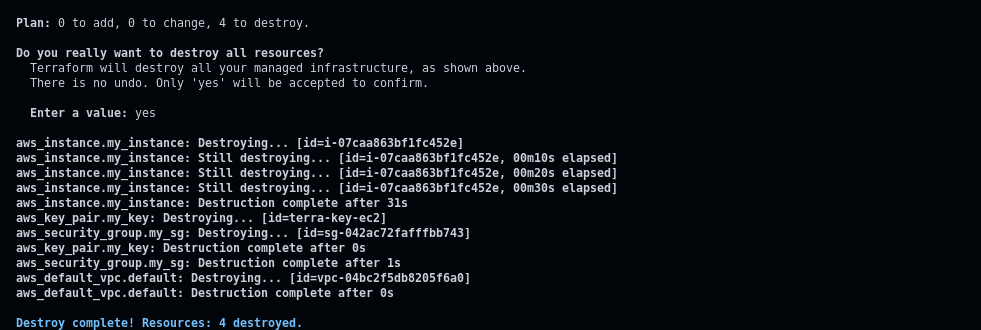 Plan: 0 to add, 0 to change, 4 to destroy.
Do you really want to destroy all resources?
Terraform will destroy all your managed infrastructure, as shown above.
There is no undo. Only 'yes' will be accepted to confirm.
Enter a value: yes
aws_instance.my_instance: Destroying... [id=i-07caa863bf1fc452e]
aws_instance.my_instance: Still destroying... [id=i-07caa863bf1fc452e, 00m10s elapsed]
aws_instance.my_instance: Still destroying... [id=i-07caa863bf1fc452e, 00m20s elapsed]
aws_instance.my_instance: Still destroying... [id=i-07caa863bf1fc452e, 00m30s elapsed]
aws_instance.my_instance: Destruction complete after 31s
aws_key_pair.my_key: Destroying... [id=terra-key-ec2]
aws_security_group.my_sg: Destroying... [id=sg-042ac72fafffbb743]
aws_key_pair.my_key: Destruction complete after 0s
aws_security_group.my_sg: Destruction complete after 1s
aws_default_vpc.default: Destroying... [id=vpc-04bc2f5db8205f6a0]
aws_default_vpc.default: Destruction complete after 0s
Destroy complete! Resources: 4 destroyed.